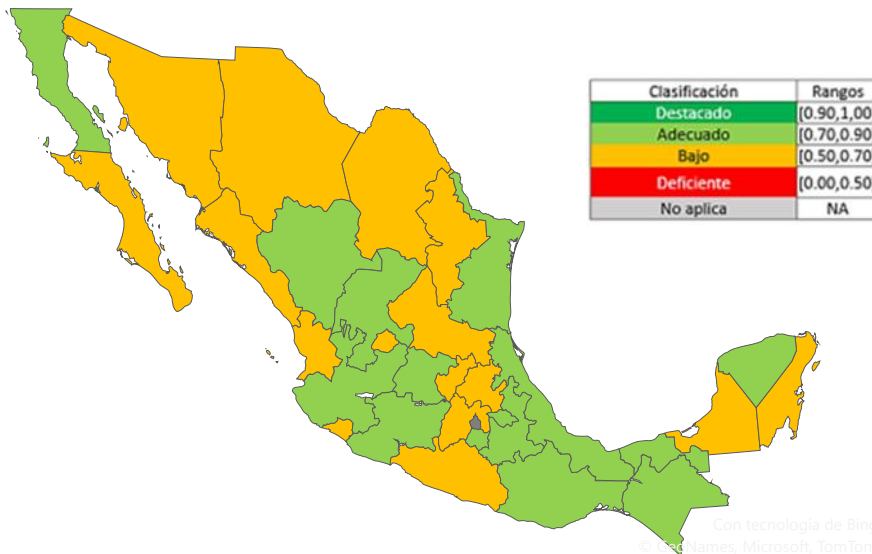 Clasificación Rangos
Destacado [0.90,1,00
Adecuado [0.70,0.90
Bajo [0.50,0.70
Deficiente [0.00,0.50
No aplica NA
Con tecnología de Bing
© GeoNames, Microsoft, TomTom